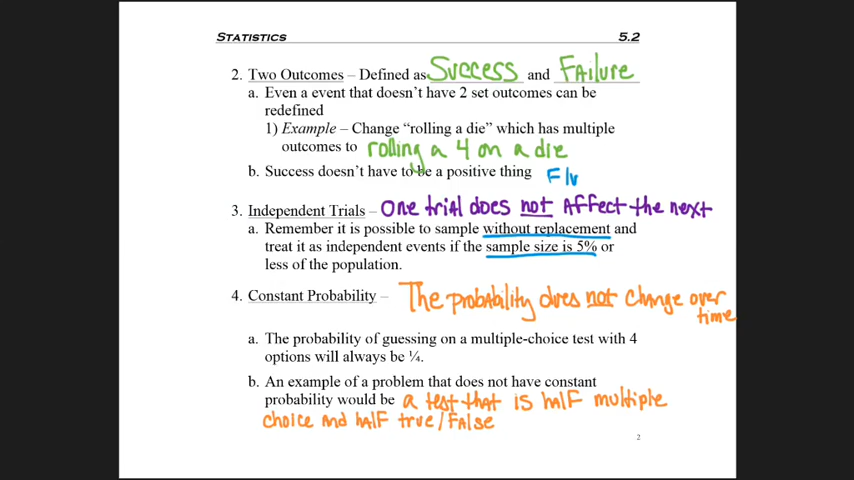 STATISTICS 5.2
2. Two Outcomes – Defined as Success and Failure
a. Even a event that doesn't have 2 set outcomes can be
redefined
1) Example – Change "rolling a die" which has multiple
outcomes to rolling a 4 on a die
b. Success doesn't have to be a positive thing Flu
3. Independent Trials – One trial does not Affect the next
a. Remember it is possible to sample without replacement and
treat it as independent events if the sample size is 5% or
less of the population.
4. Constant Probability – The probability does not change over
time
a. The probability of guessing on a multiple-choice test with 4
options will always be ¼.
b. An example of a problem that does not have constant
probability would be a test that is half multiple
choice and half true/false
2